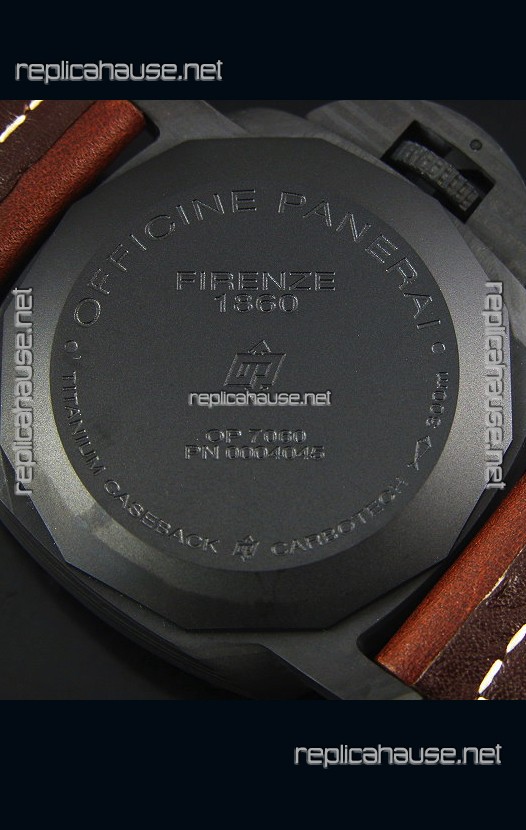 replicahause.net
OFFICINE PANERAI
FIRENZE
1860
replicahause.net
replicahause.net
replicahause.net
OP 7060
PN 0004045
TITANIUM CASEBACK
CARBOTECH
300m
replicahause.net